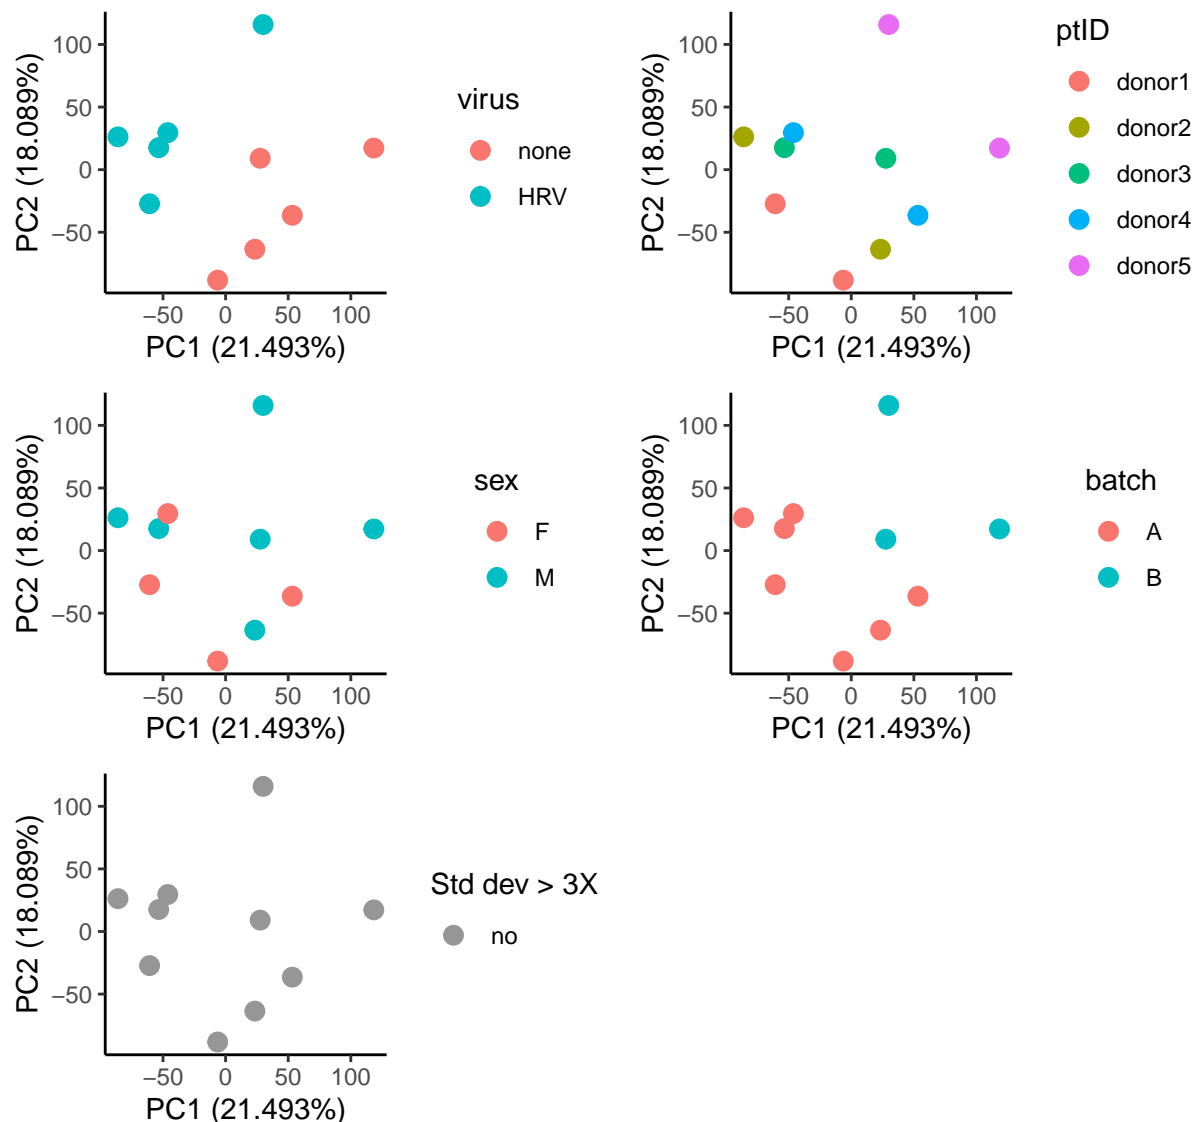 100
50
0
−50
PC2 (18.089%)
−50 0 50 100
PC1 (21.493%)
virus
none
HRV
100
50
0
−50
PC2 (18.089%)
−50 0 50 100
PC1 (21.493%)
ptID
donor1
donor2
donor3
donor4
donor5
100
50
0
−50
PC2 (18.089%)
−50 0 50 100
PC1 (21.493%)
sex
F
M
100
50
0
−50
PC2 (18.089%)
−50 0 50 100
PC1 (21.493%)
batch
A
B
100
50
0
−50
PC2 (18.089%)
−50 0 50 100
PC1 (21.493%)
Std dev > 3X
no